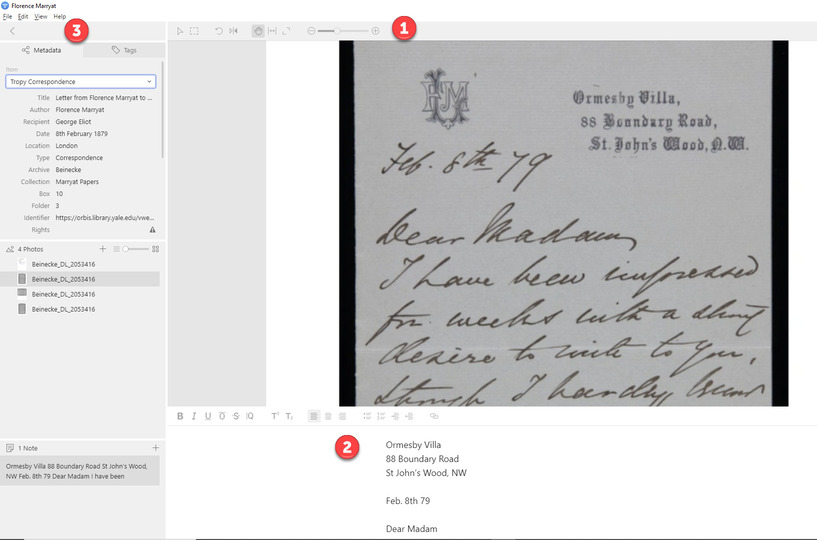 Florence Marryat
File Edit View Help
3
1
Metadata
Tags
Item
Tropy Correspondence
Title Letter from Florence Marryat to ...
Author Florence Marryat
Recipient George Eliot
Date 8th February 1879
Location London
Type Correspondence
Archive Beinecke
Collection Marryat Papers
Box 10
Folder 3
Identifier https://orbis.library.yale.edu/vwe...
Rights
4 Photos
Beinecke_DL_2053416
Beinecke_DL_2053416
Beinecke_DL_2053416
Beinecke_DL_2053416
1 Note
Ormesby Villa 88 Boundary Road St John's Wood,
NW Feb. 8th 79 Dear Madam I have been
FM
Ormesby Villa,
88 Boundary Road,
St. John's Wood, N.W.
Feb. 8th 79
Dear Madam,
I have been impressed
for weeks with a strong
desire to write to you,
though I hardly know
B I U O S Q
T T
2
Ormesby Villa
88 Boundary Road
St John's Wood, NW
Feb. 8th 79
Dear Madam